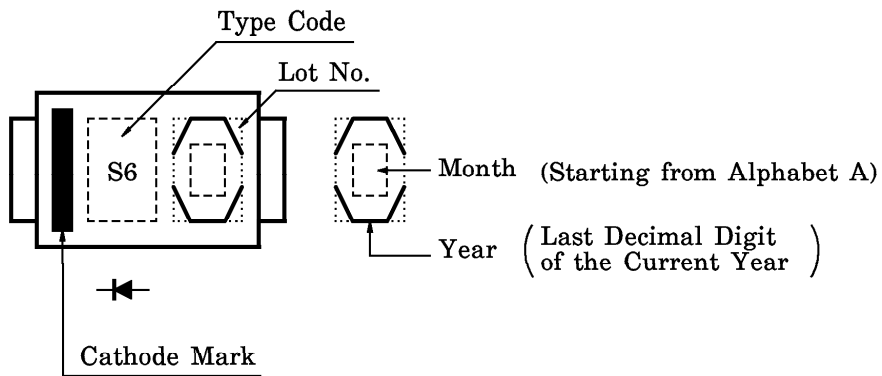 Type Code
Lot No.
S6
Month (Starting from Alphabet A)
Year (Last Decimal Digit
of the Current Year)
Cathode Mark